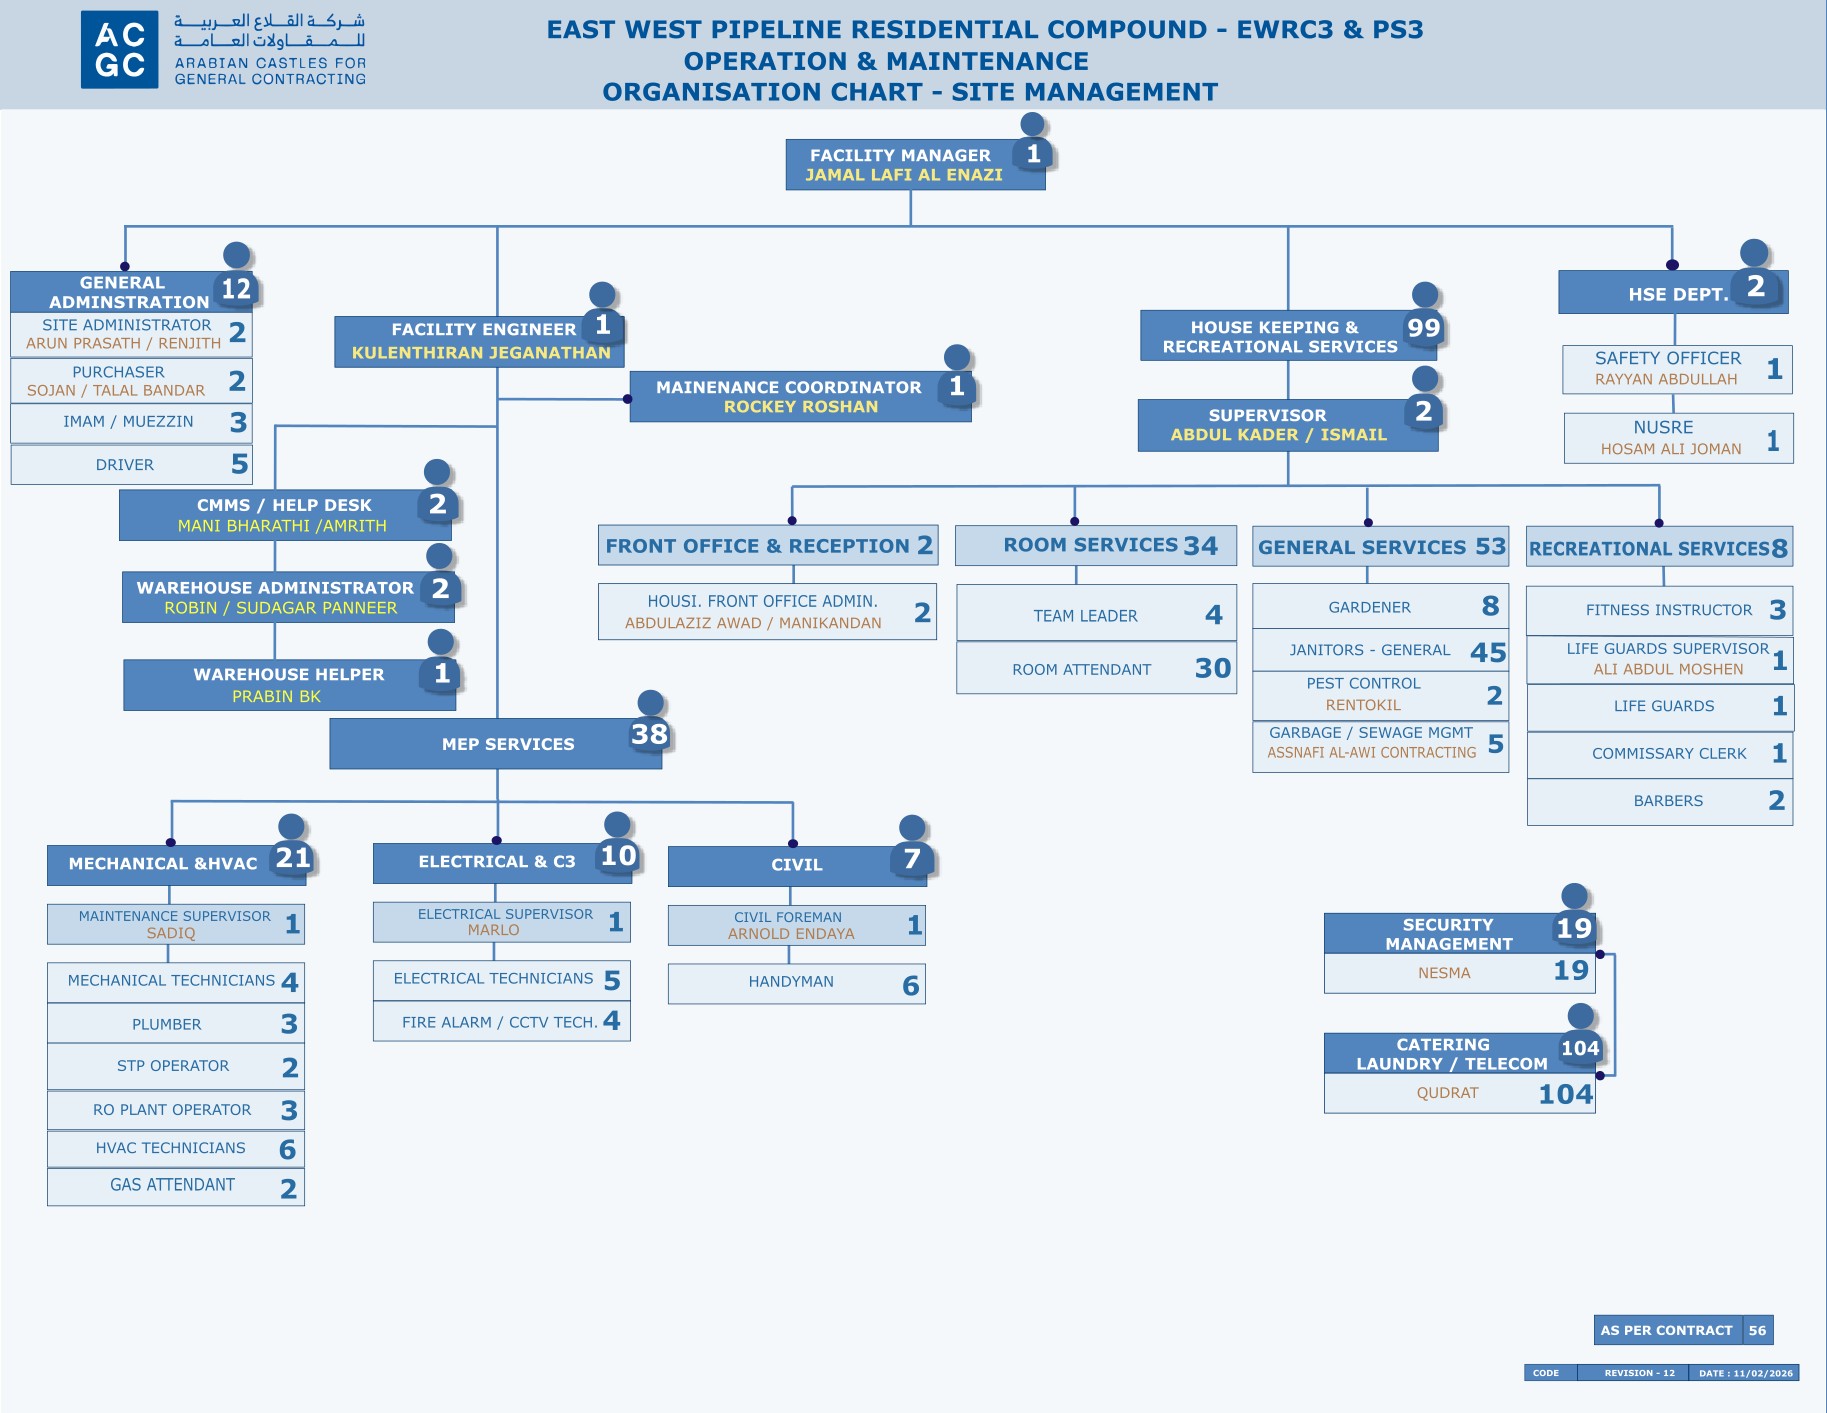 AC
GC
شركة القلاع العربية
للمقاولات العامة
ARABIAN CASTLES FOR
GENERAL CONTRACTING
EAST WEST PIPELINE RESIDENTIAL COMPOUND - EWRC3 & PS3
OPERATION & MAINTENANCE
ORGANISATION CHART - SITE MANAGEMENT
FACILITY MANAGER 1
JAMAL LAFI AL ENAZI
GENERAL
ADMINSTRATION 12
SITE ADMINISTRATOR 2
ARUN PRASATH / RENJITH
PURCHASER 2
SOJAN / TALAL BANDAR
IMAM / MUEZZIN 3
DRIVER 5
FACILITY ENGINEER 1
KULENTHIRAN JEGANATHAN
MAINENANCE COORDINATOR 1
ROCKEY ROSHAN
CMMS / HELP DESK 2
MANI BHARATHI /AMRITH
WAREHOUSE ADMINISTRATOR 2
ROBIN / SUDAGAR PANNEER
WAREHOUSE HELPER 1
PRABIN BK
MEP SERVICES 38
MECHANICAL &HVAC 21
MAINTENANCE SUPERVISOR 1
SADIQ
MECHANICAL TECHNICIANS 4
PLUMBER 3
STP OPERATOR 2
RO PLANT OPERATOR 3
HVAC TECHNICIANS 6
GAS ATTENDANT 2
ELECTRICAL & C3 10
ELECTRICAL SUPERVISOR 1
MARLO
ELECTRICAL TECHNICIANS 5
FIRE ALARM / CCTV TECH. 4
CIVIL 7
CIVIL FOREMAN 1
ARNOLD ENDAYA
HANDYMAN 6
HOUSE KEEPING & 99
RECREATIONAL SERVICES
SUPERVISOR 2
ABDUL KADER / ISMAIL
FRONT OFFICE & RECEPTION 2
HOUSI. FRONT OFFICE ADMIN. 2
ABDULAZIZ AWAD / MANIKANDAN
ROOM SERVICES 34
TEAM LEADER 4
ROOM ATTENDANT 30
GENERAL SERVICES 53
GARDENER 8
JANITORS - GENERAL 45
PEST CONTROL 2
RENTOKIL
GARBAGE / SEWAGE MGMT 5
ASSNAFI AL-AWI CONTRACTING
RECREATIONAL SERVICES 8
FITNESS INSTRUCTOR 3
LIFE GUARDS SUPERVISOR 1
ALI ABDUL MOSHEN
LIFE GUARDS 1
COMMISSARY CLERK 1
BARBERS 2
HSE DEPT. 2
SAFETY OFFICER 1
RAYYAN ABDULLAH
NUSRE 1
HOSAM ALI JOMAN
SECURITY 19
MANAGEMENT
NESMA 19
CATERING 104
LAUNDRY / TELECOM
QUDRAT 104
AS PER CONTRACT 56
CODE REVISION - 12 DATE : 11/02/2026